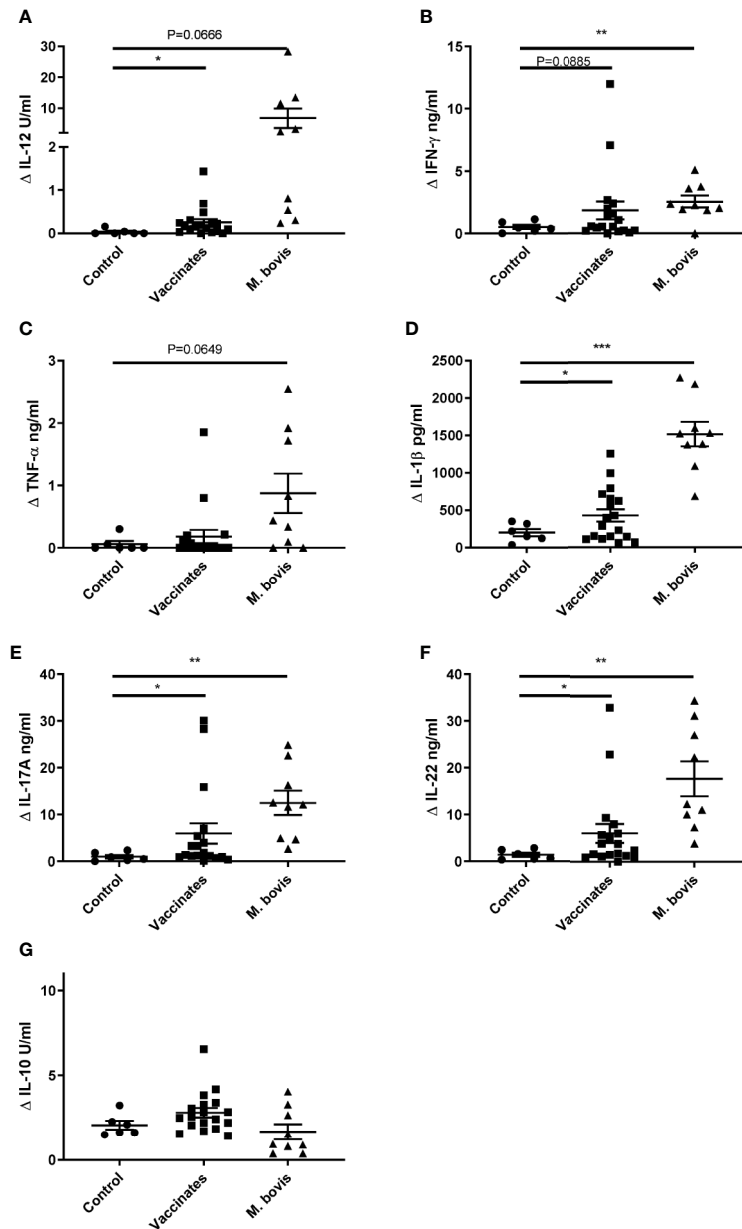 A
P=0.0666
*
Δ IL-12 U/ml
30
20
10
2
1
0
Control
Vaccinates
M. bovis
B
**
P=0.0885
Δ IFN-γ ng/ml
15
10
5
0
Control
Vaccinates
M. bovis
C
P=0.0649
Δ TNF-α ng/ml
3
2
1
0
Control
Vaccinates
M. bovis
D
***
*
Δ IL-1β pg/ml
2500
2000
1500
1000
500
0
Control
Vaccinates
M. bovis
E
**
*
Δ IL-17A ng/ml
40
30
20
10
0
Control
Vaccinates
M. bovis
F
**
*
Δ IL-22 ng/ml
40
30
20
10
0
Control
Vaccinates
M. bovis
G
Δ IL-10 U/ml
10
5
0
Control
Vaccinates
M. bovis